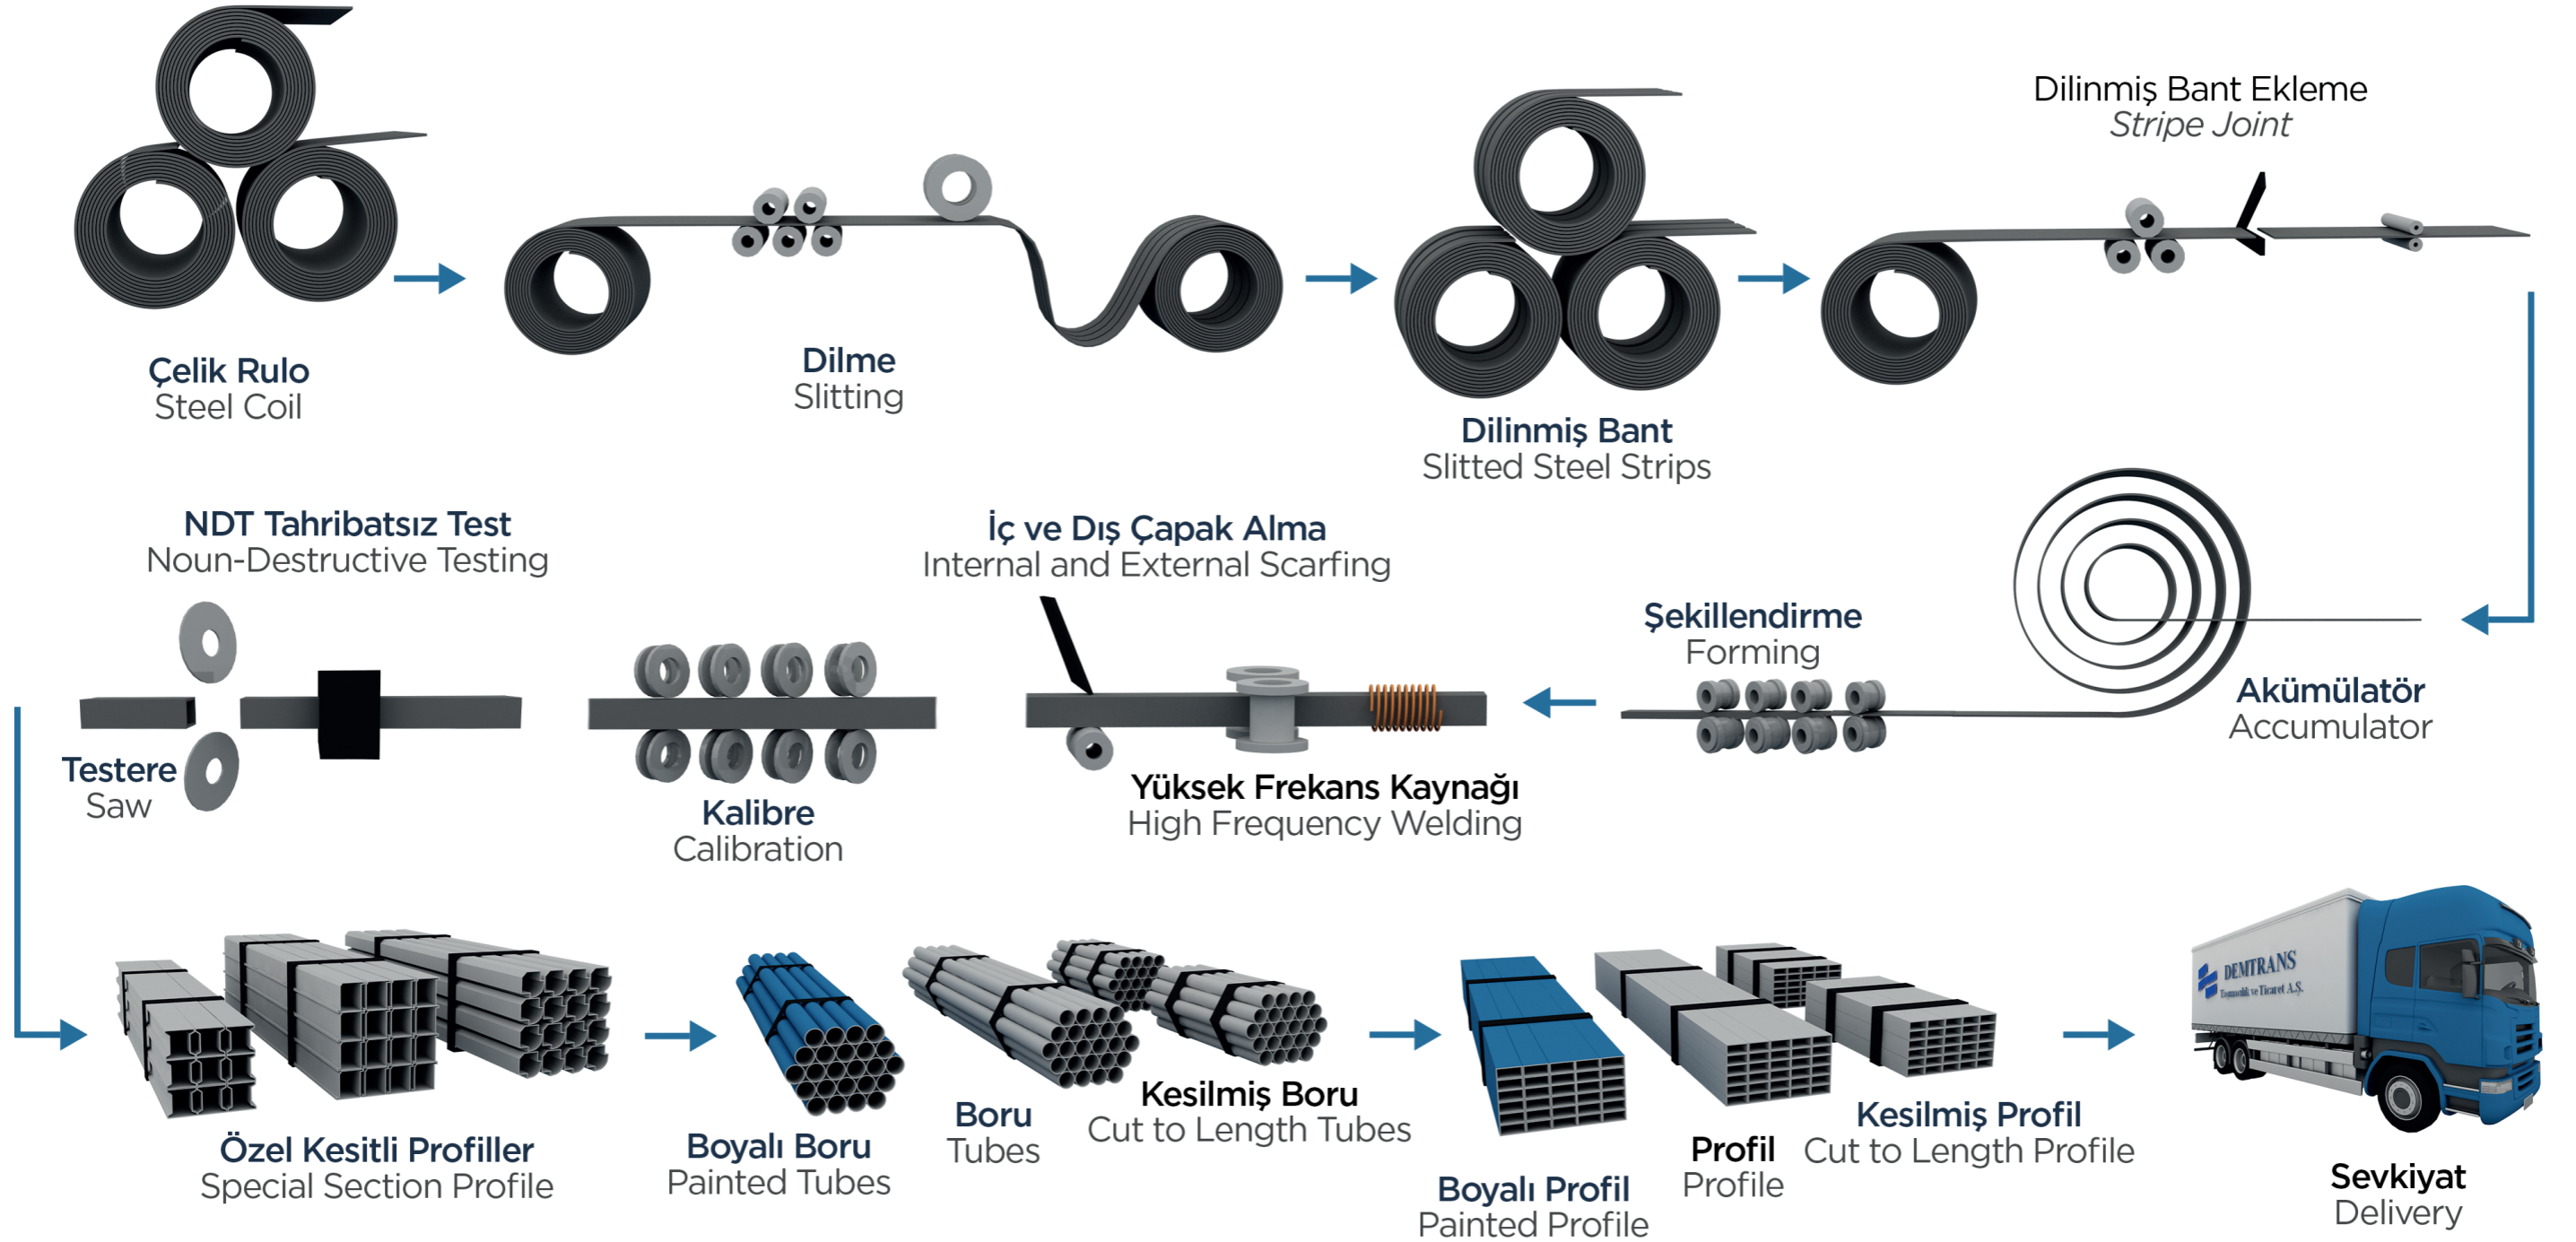 Dilinmiş Bant Ekleme
Stripe Joint
Çelik Rulo
Steel Coil
Dilme
Slitting
Dilinmiş Bant
Slitted Steel Strips
NDT Tahribatsız Test
Noun-Destructive Testing
İç ve Dış Çapak Alma
Internal and External Scarfing
Şekillendirme
Forming
Akümülatör
Accumulator
Testere
Saw
Kalibre
Calibration
Yüksek Frekans Kaynağı
High Frequency Welding
DEMTRANS
Taşımacılık ve Ticaret A.Ş.
Özel Kesitli Profiller
Special Section Profile
Boyalı Boru
Painted Tubes
Boru
Tubes
Kesilmiş Boru
Cut to Length Tubes
Boyalı Profil
Painted Profile
Profil
Profile
Kesilmiş Profil
Cut to Length Profile
Sevkiyat
Delivery